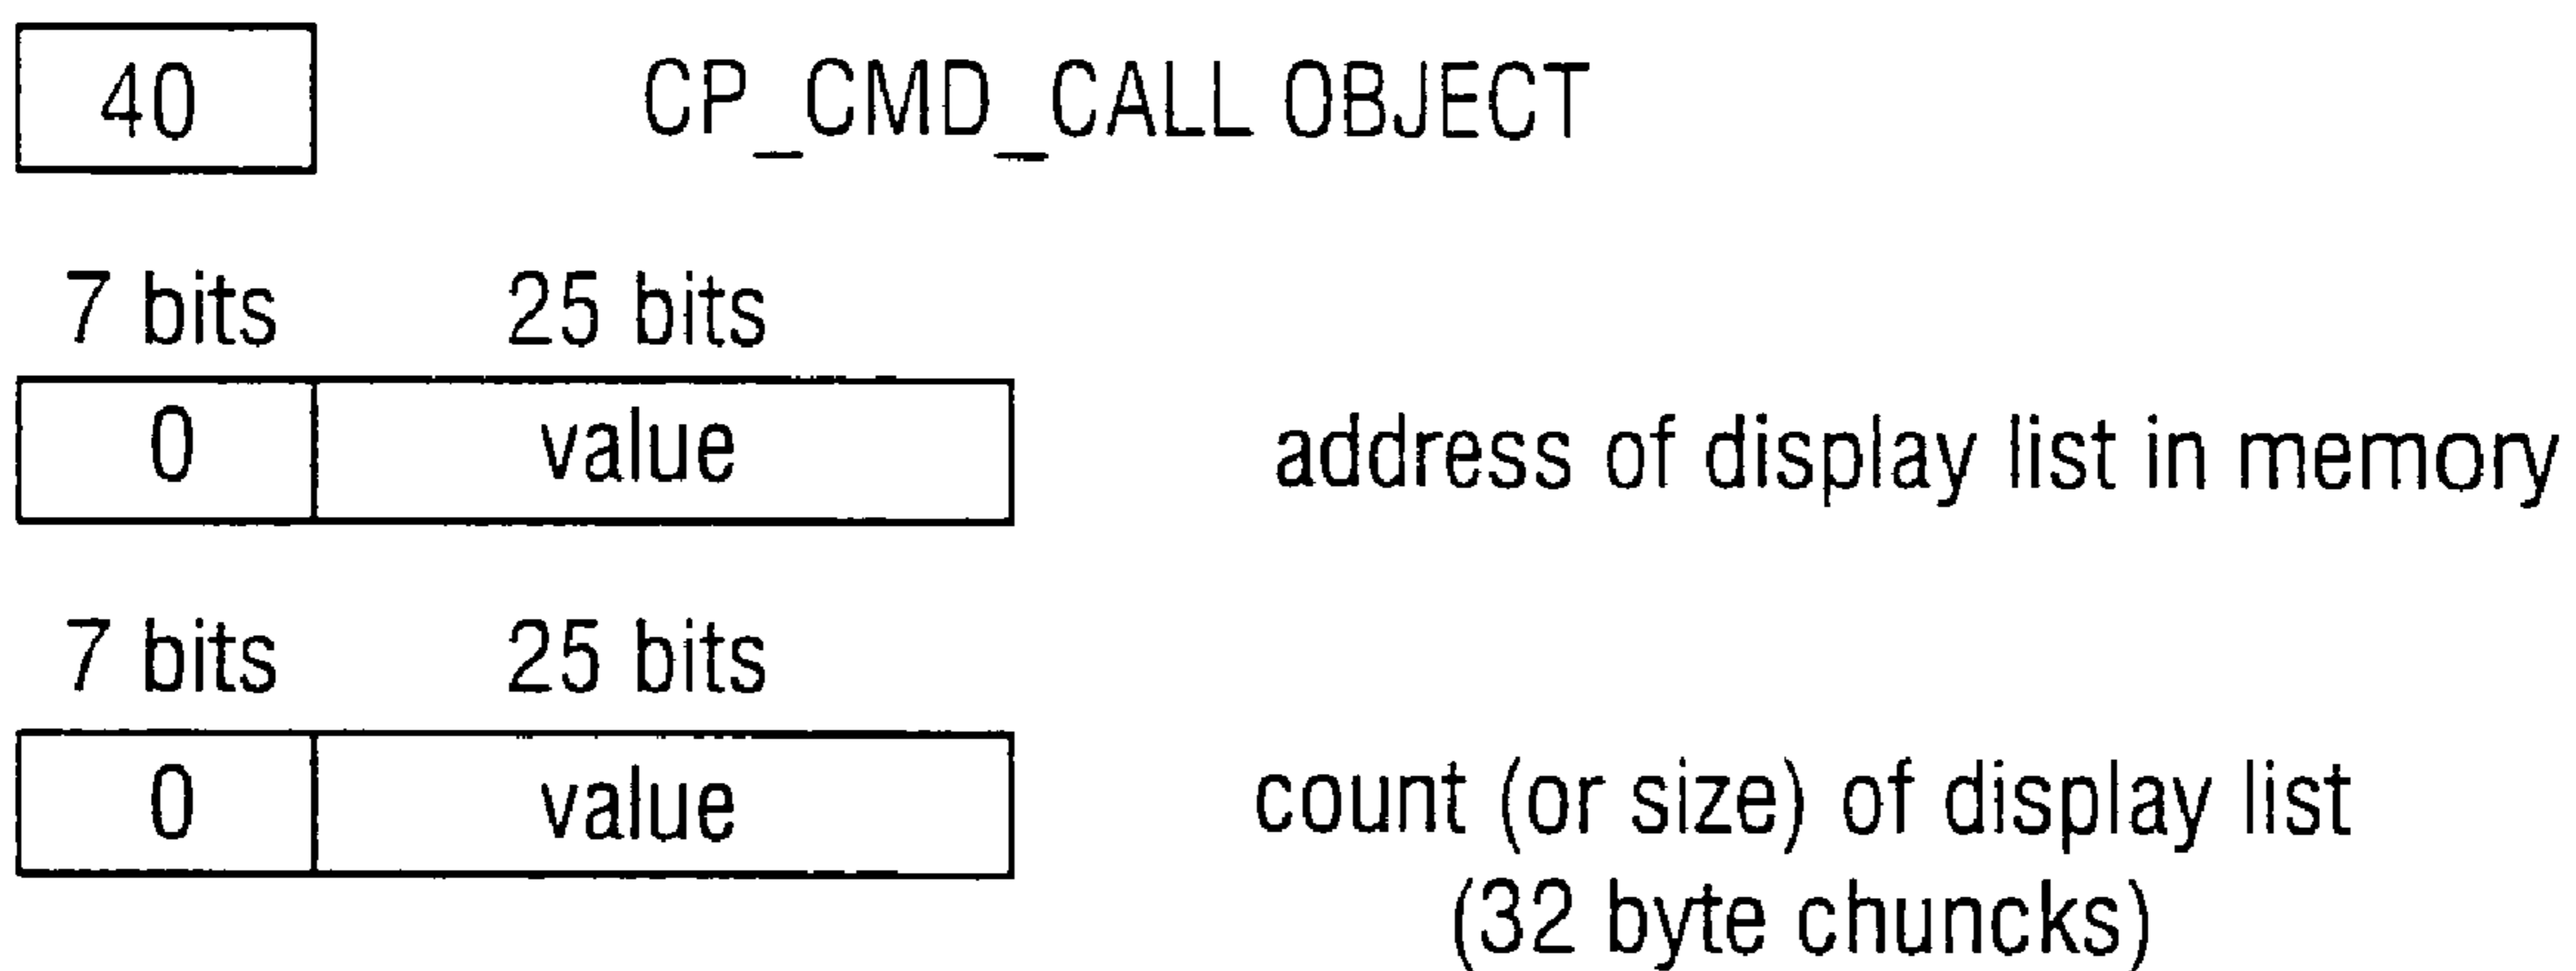 40 CP_CMD_CALL OBJECT
7 bits 25 bits
0 value address of display list in memory
7 bits 25 bits
0 value count (or size) of display list
(32 byte chuncks)